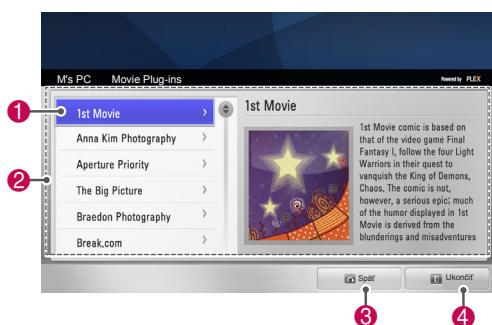 M's PC Movie Plug-ins Powered by PLEX
1
1st Movie
Anna Kim Photography
Aperture Priority
2
The Big Picture
Braedon Photography
Break.com
1st Movie
1st Movie comic is based on
that of the video game Final
Fantasy I, follow the four Light
Warriors in their quest to
vanquish the King of Demons,
Chaos. The comic is not,
however, a serious epic; much
of the humor displayed in 1st
Movie is derived from the
blunderings and misadventures
Späť
Ukončiť
3
4